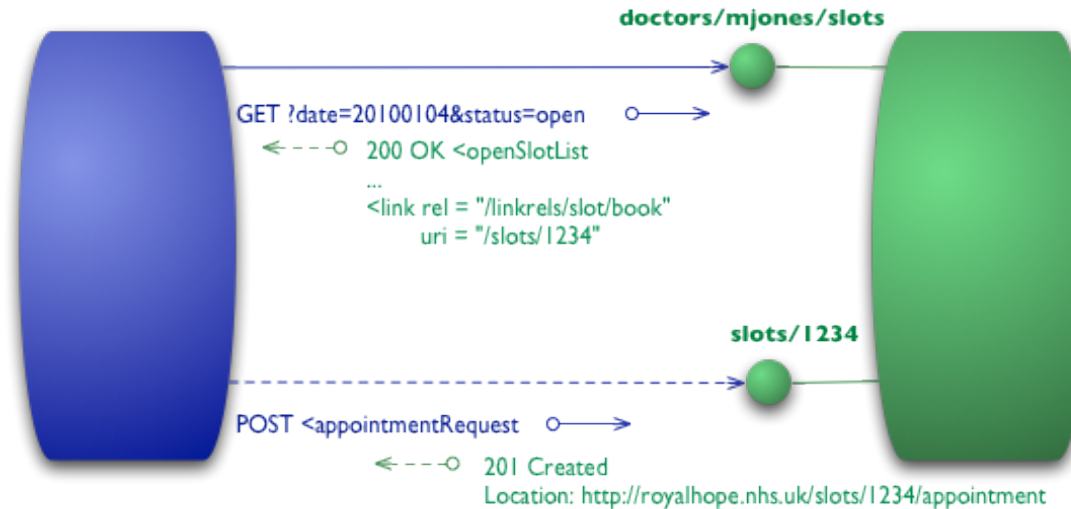 doctors/mjones/slots
GET ?date=20100104&status=open
200 OK <openSlotList
...
<link rel = "/linkrels/slot/book"
uri = "/slots/1234"
slots/1234
POST <appointmentRequest
201 Created
Location: http://royalhope.nhs.uk/slots/1234/appointment